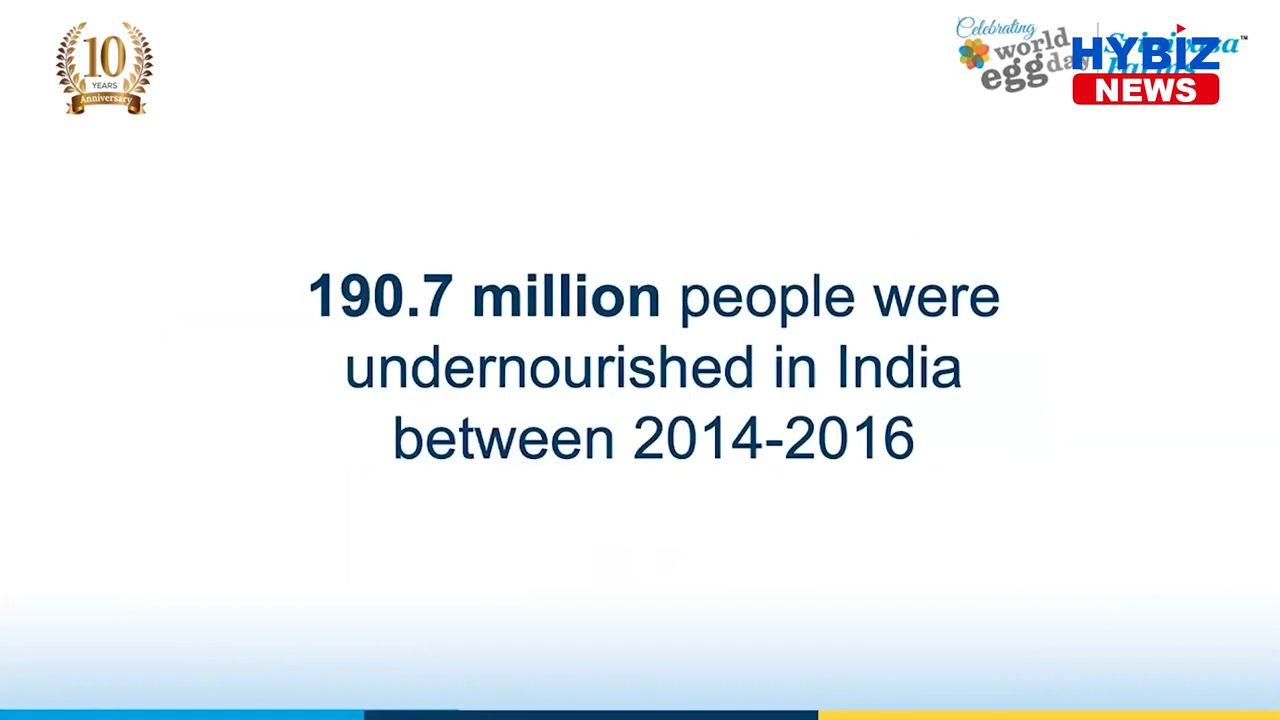 10
YEARS
Anniversary
Celebrating
world
egg day
HYBIZ
NEWS
™
190.7 million people were
undernourished in India
between 2014-2016